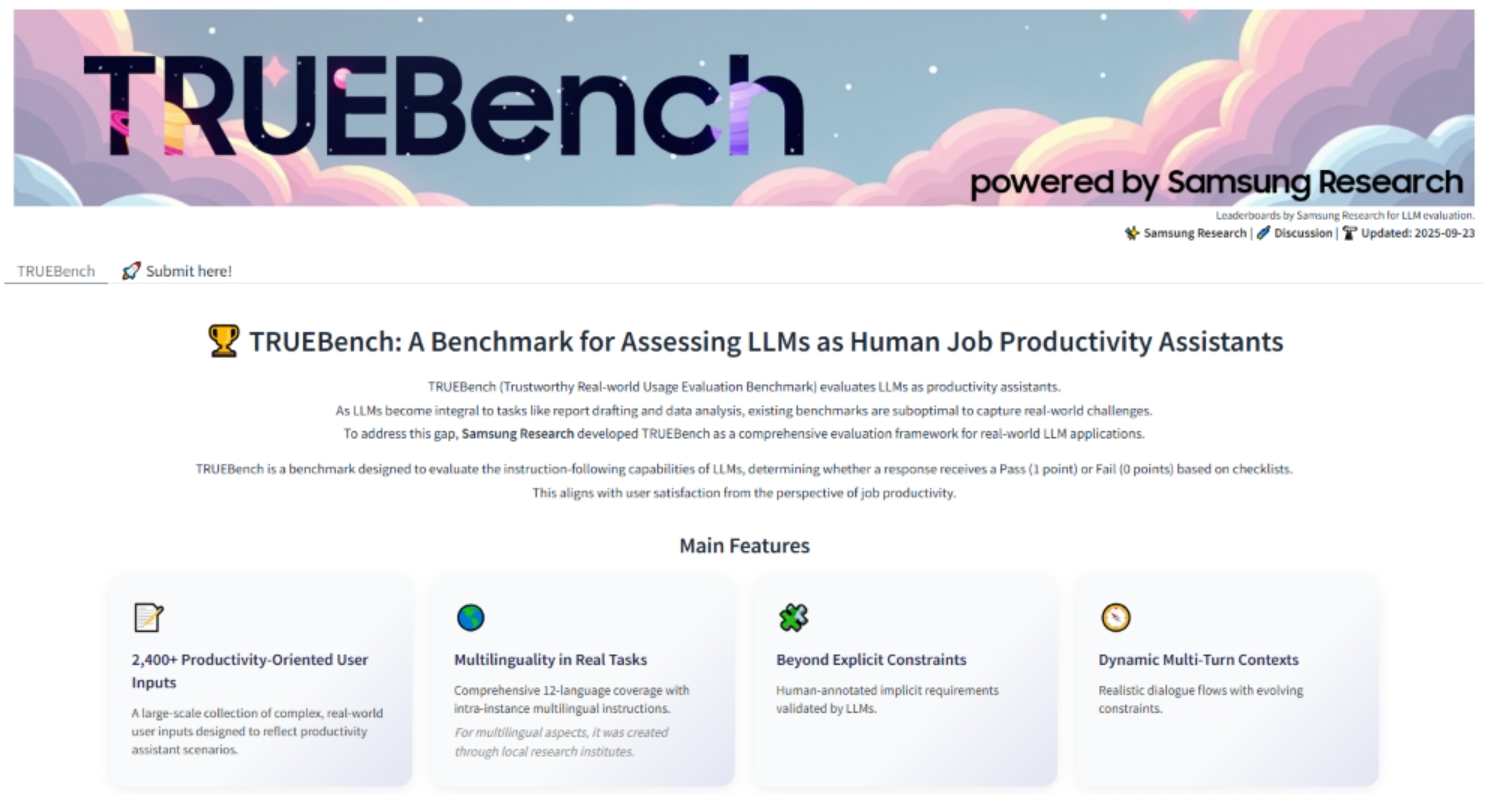 TRUEBench
powered by Samsung Research
Leaderboards by Samsung Research for LLM evaluation.
Samsung Research | Discussion | Updated: 2025-09-23
TRUEBench Submit here!
TRUEBench: A Benchmark for Assessing LLMs as Human Job Productivity Assistants
TRUEBench (Trustworthy Real-world Usage Evaluation Benchmark) evaluates LLMs as productivity assistants.
As LLMs become integral to tasks like report drafting and data analysis, existing benchmarks are suboptimal to capture real-world challenges.
To address this gap, Samsung Research developed TRUEBench as a comprehensive evaluation framework for real-world LLM applications.
TRUEBench is a benchmark designed to evaluate the instruction-following capabilities of LLMs, determining whether a response receives a Pass (1 point) or Fail (0 points) based on checklists.
This aligns with user satisfaction from the perspective of job productivity.
Main Features
2,400+ Productivity-Oriented User
Inputs
A large-scale collection of complex, real-world
user inputs designed to reflect productivity
assistant scenarios.
Multilinguality in Real Tasks
Comprehensive 12-language coverage with
intra-instance multilingual instructions.
For multilingual aspects, it was created
through local research institutes.
Beyond Explicit Constraints
Human-annotated implicit requirements
validated by LLMs.
Dynamic Multi-Turn Contexts
Realistic dialogue flows with evolving
constraints.